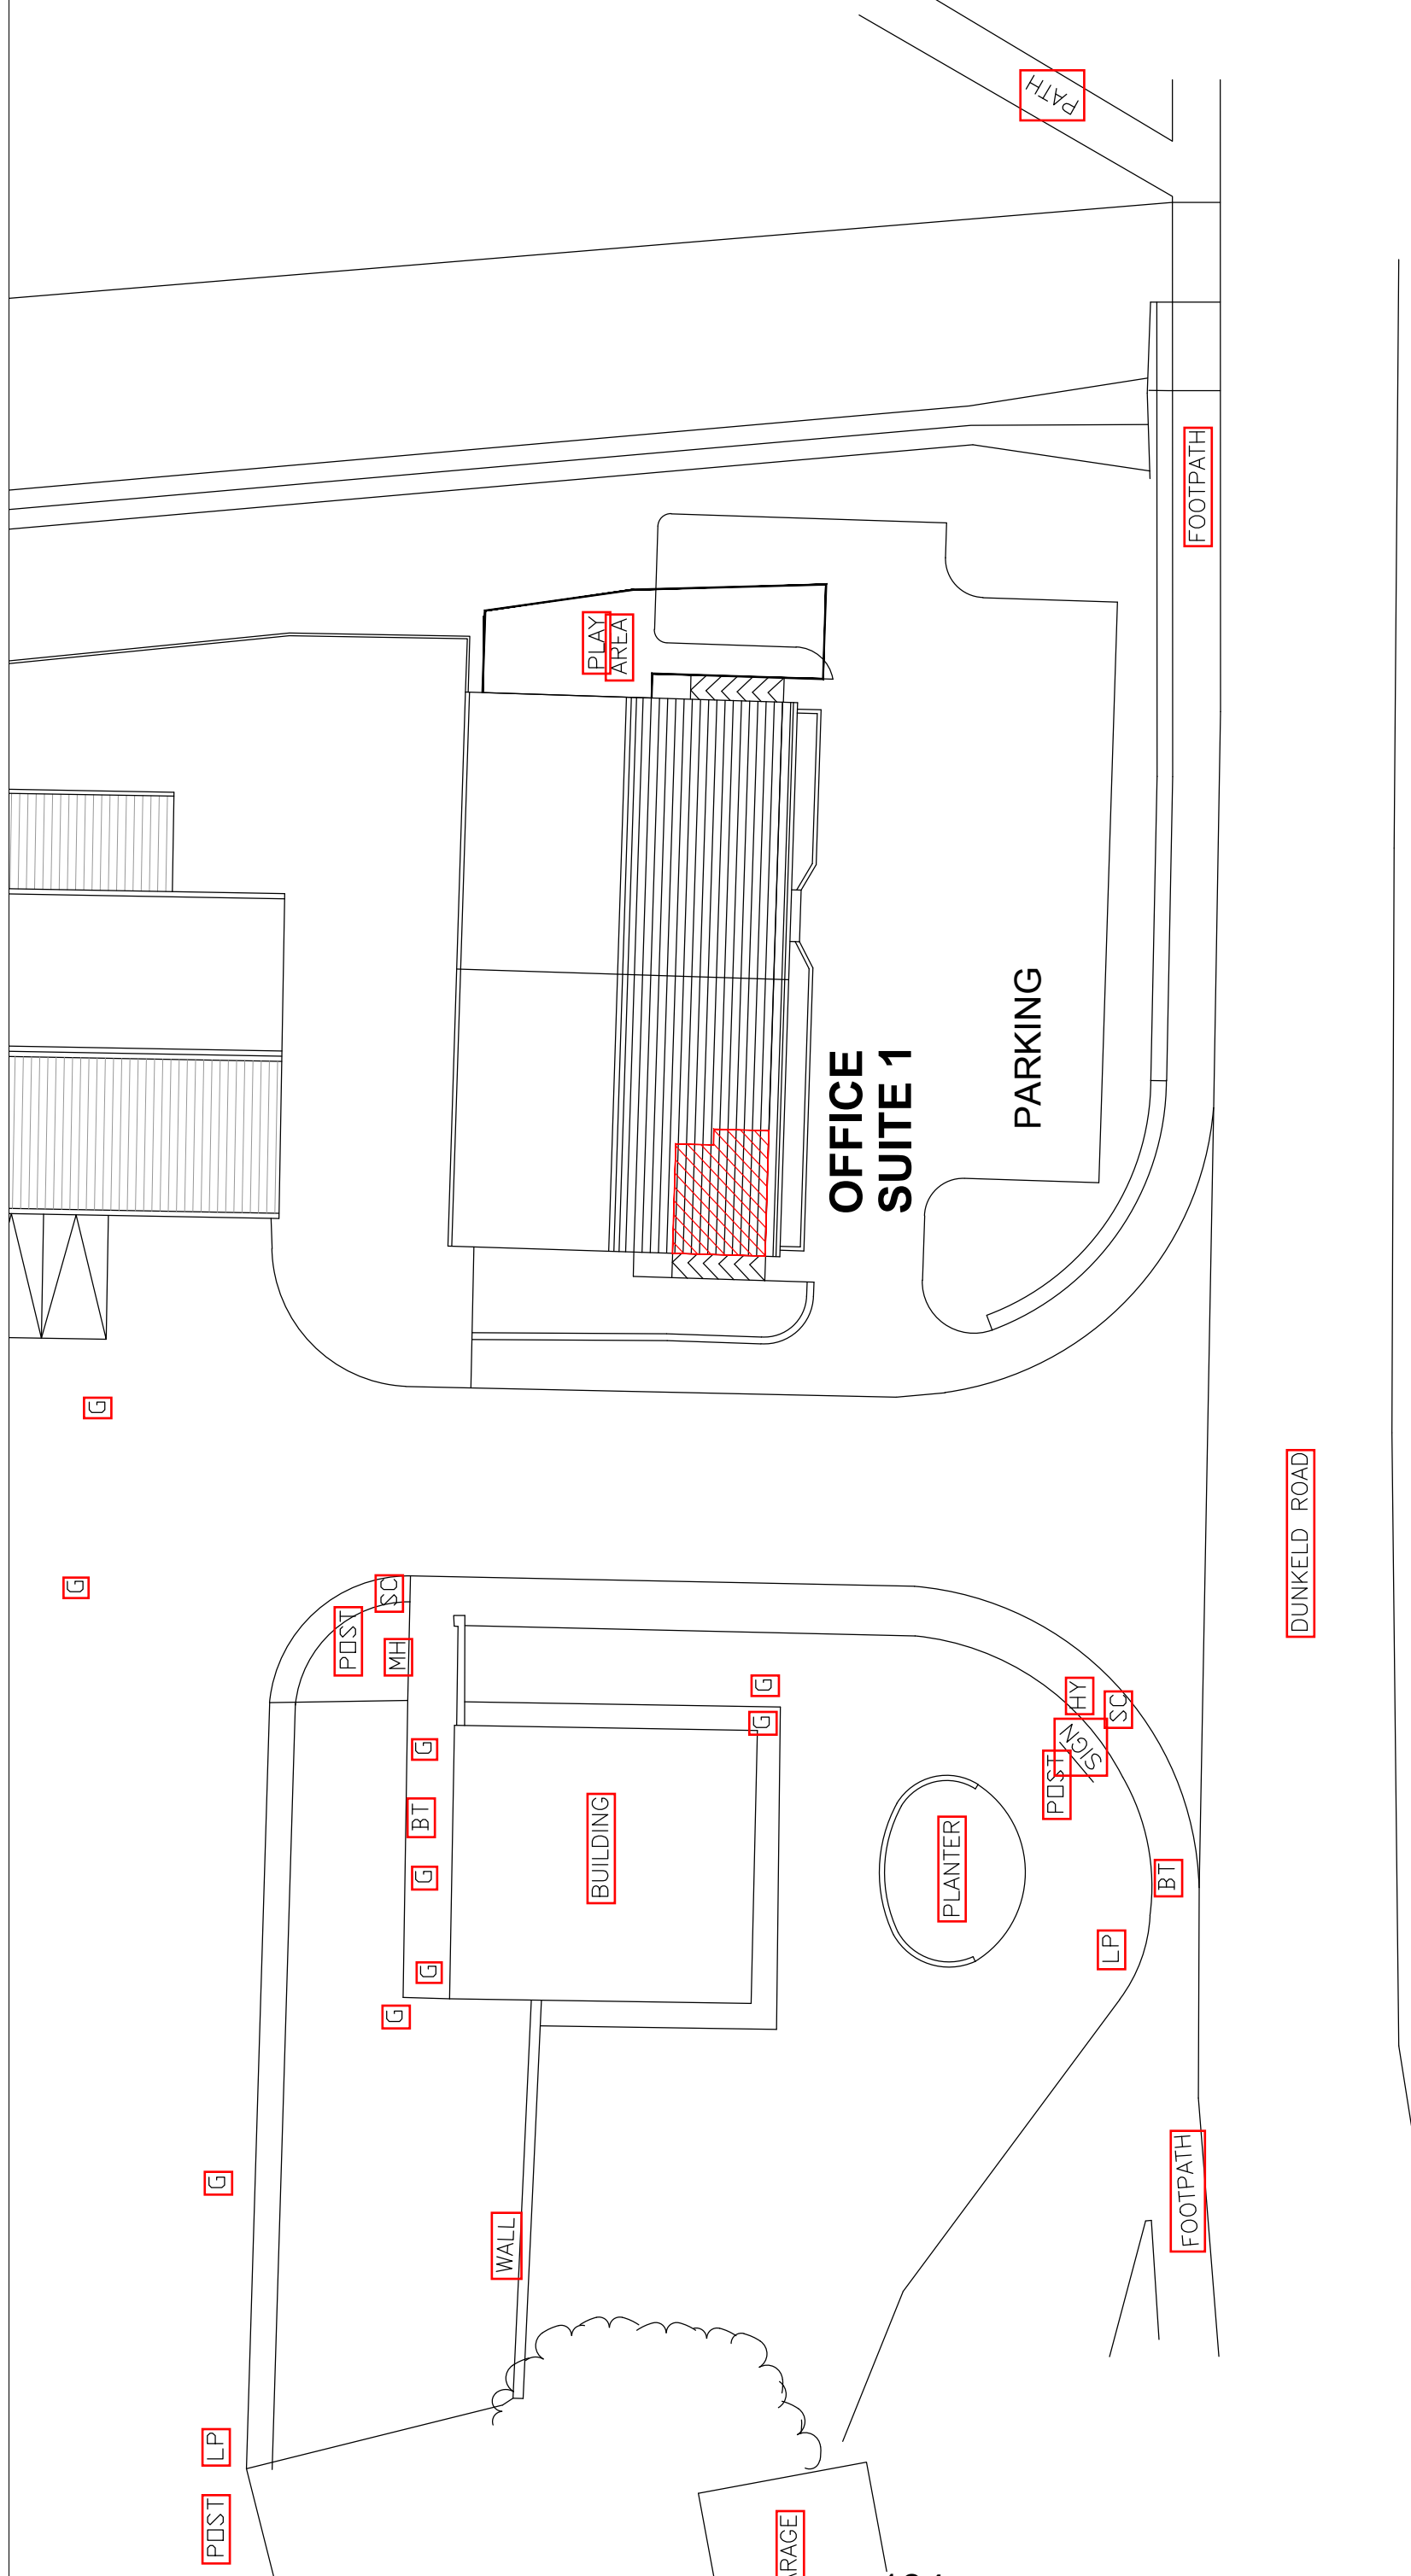 PATH
FOOTPATH
PLAY
AREA
PARKING
OFFICE
SUITE 1
G
DUNKELD ROAD
G
SC
POST
MH
G
HY
SC
G
SIGN
G
POST
BT
BUILDING
PLANTER
G
BT
LP
G
G
FOOTPATH
G
WALL
LP
POST
ARAGE